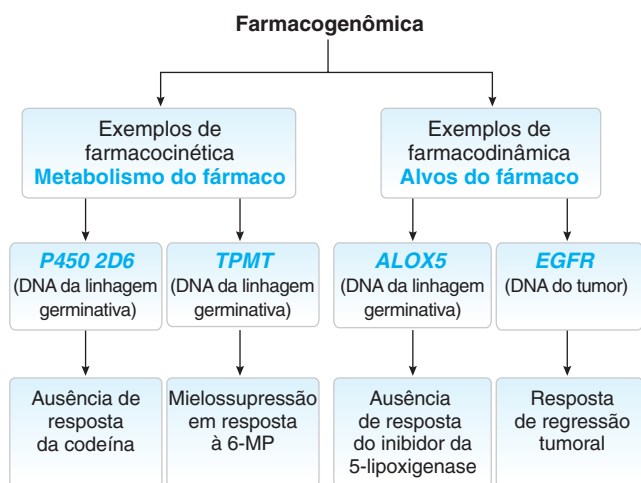 Farmacogenômica
Exemplos de
farmacocinética
Metabolismo do fármaco
Exemplos de
farmacodinâmica
Alvos do fármaco
P450 2D6
(DNA da linhagem
germinativa)
TPMT
(DNA da linhagem
germinativa)
ALOX5
(DNA da linhagem
germinativa)
EGFR
(DNA do tumor)
Ausência de
resposta
da codeína
Mielossupressão
em resposta
à 6-MP
Ausência
de resposta
do inibidor da
5-lipoxigenase
Resposta
de regressão
tumoral